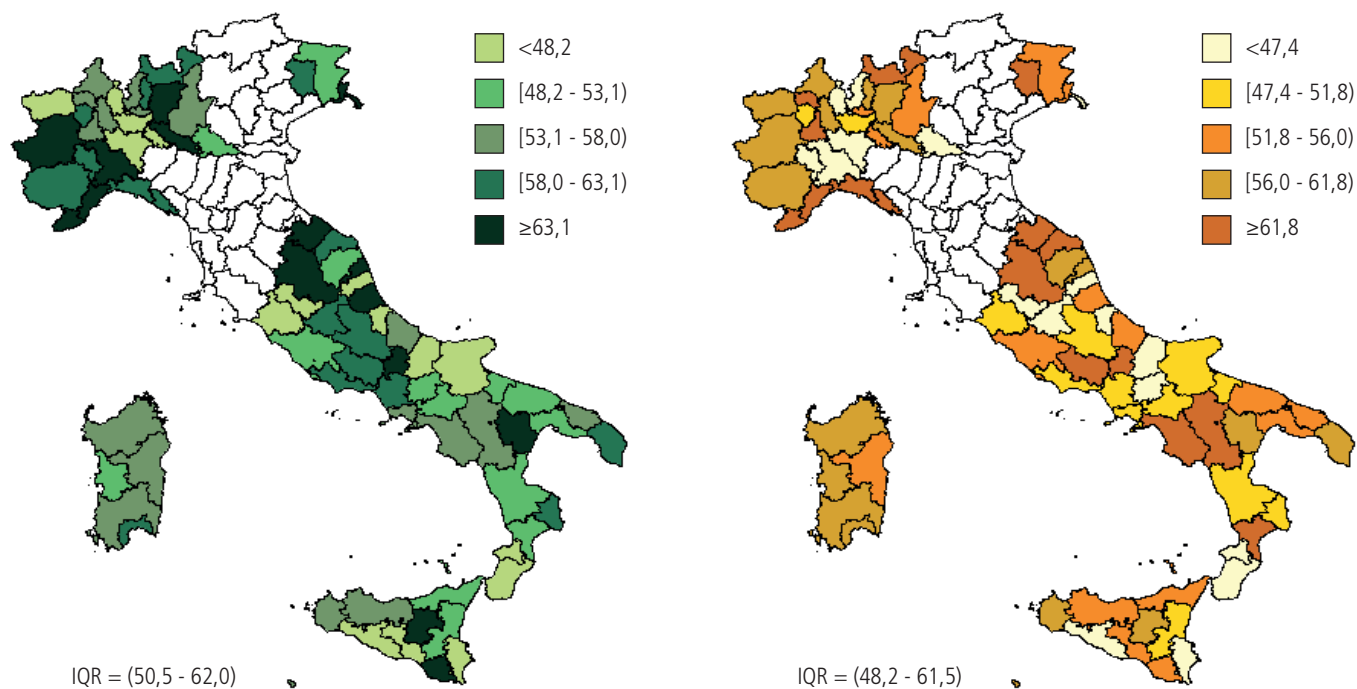 <48,2
[48,2 - 53,1)
[53,1 - 58,0)
[58,0 - 63,1)
≥63,1
IQR = (50,5 - 62,0)
<47,4
[47,4 - 51,8)
[51,8 - 56,0)
[56,0 - 61,8)
≥61,8
IQR = (48,2 - 61,5)